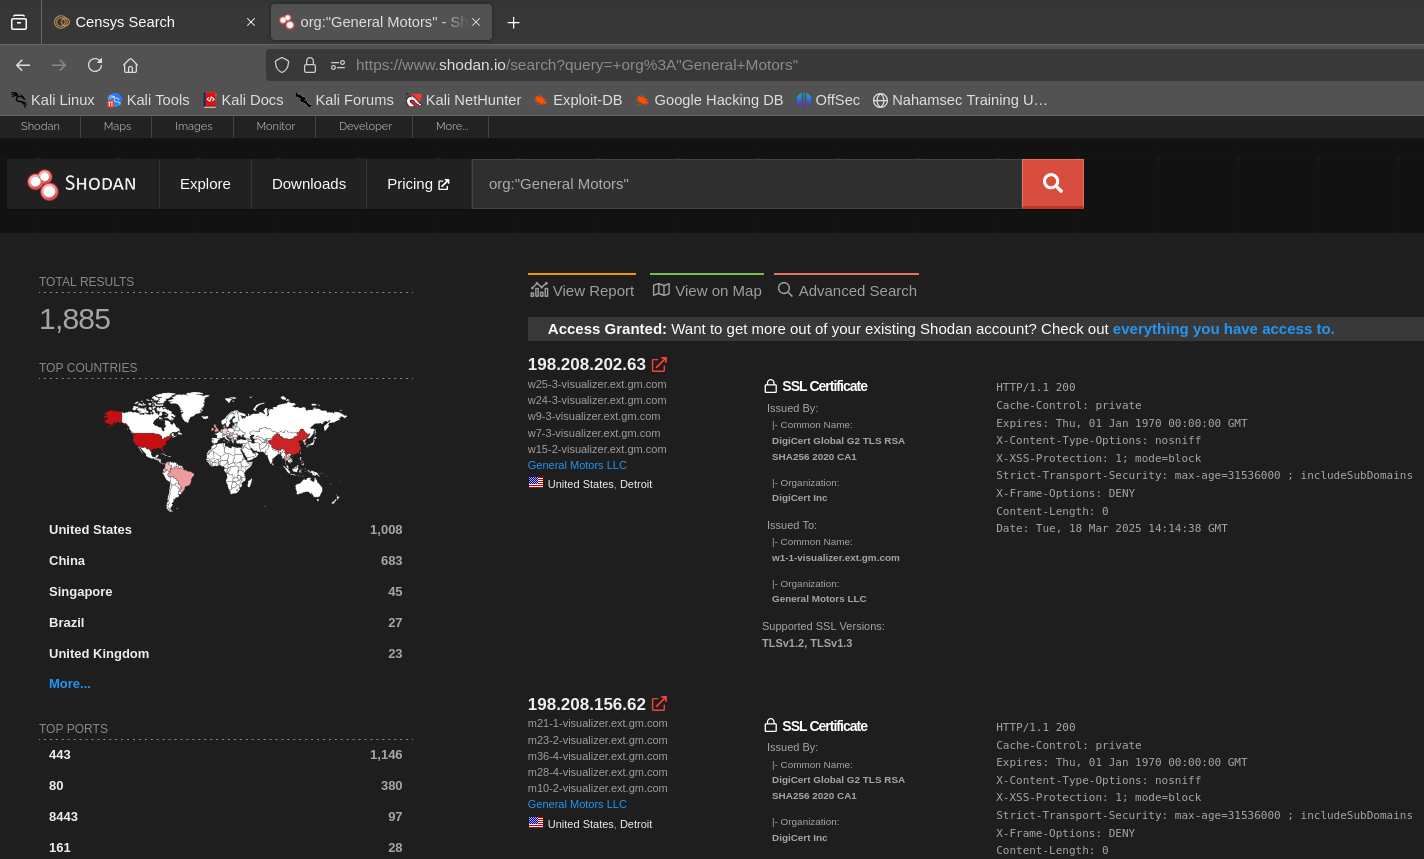 Censys Search
org:"General Motors" - Sh
https://www.shodan.io/search?query=+org%3A"General+Motors"
Kali Linux Kali Tools Kali Docs Kali Forums Kali NetHunter Exploit-DB Google Hacking DB OffSec Nahamsec Training U…
Shodan Maps Images Monitor Developer More...
SHODAN Explore Downloads Pricing org:"General Motors"
TOTAL RESULTS
1,885
TOP COUNTRIES
United States 1,008
China 683
Singapore 45
Brazil 27
United Kingdom 23
More...
TOP PORTS
443 1,146
80 380
8443 97
161 28
View Report View on Map Advanced Search
Access Granted: Want to get more out of your existing Shodan account? Check out everything you have access to.
198.208.202.63
w25-3-visualizer.ext.gm.com
w24-3-visualizer.ext.gm.com
w9-3-visualizer.ext.gm.com
w7-3-visualizer.ext.gm.com
w15-2-visualizer.ext.gm.com
General Motors LLC
United States, Detroit
SSL Certificate
Issued By:
|- Common Name:
DigiCert Global G2 TLS RSA
SHA256 2020 CA1
|- Organization:
DigiCert Inc
Issued To:
|- Common Name:
w1-1-visualizer.ext.gm.com
|- Organization:
General Motors LLC
Supported SSL Versions:
TLSv1.2, TLSv1.3
HTTP/1.1 200
Cache-Control: private
Expires: Thu, 01 Jan 1970 00:00:00 GMT
X-Content-Type-Options: nosniff
X-XSS-Protection: 1; mode=block
Strict-Transport-Security: max-age=31536000 ; includeSubDomains
X-Frame-Options: DENY
Content-Length: 0
Date: Tue, 18 Mar 2025 14:14:38 GMT
198.208.156.62
m21-1-visualizer.ext.gm.com
m23-2-visualizer.ext.gm.com
m36-4-visualizer.ext.gm.com
m28-4-visualizer.ext.gm.com
m10-2-visualizer.ext.gm.com
General Motors LLC
United States, Detroit
SSL Certificate
Issued By:
|- Common Name:
DigiCert Global G2 TLS RSA
SHA256 2020 CA1
|- Organization:
DigiCert Inc
HTTP/1.1 200
Cache-Control: private
Expires: Thu, 01 Jan 1970 00:00:00 GMT
X-Content-Type-Options: nosniff
X-XSS-Protection: 1; mode=block
Strict-Transport-Security: max-age=31536000 ; includeSubDomains
X-Frame-Options: DENY
Content-Length: 0